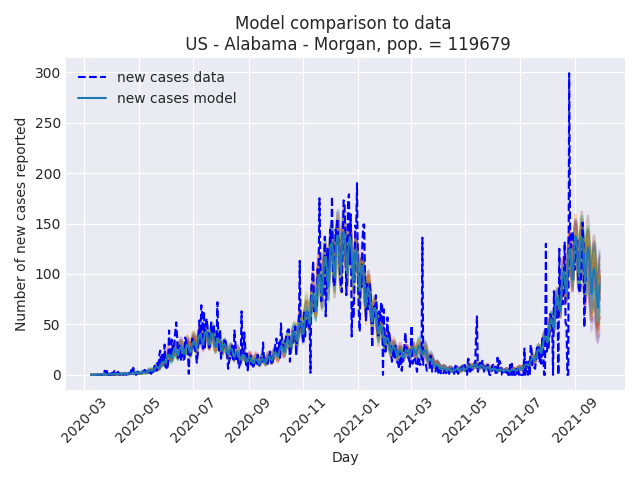 Model comparison to data
US - Alabama - Morgan, pop. = 119679
new cases data
new cases model
Number of new cases reported
300
250
200
150
100
50
0
2020-03
2020-05
2020-07
2020-09
2020-11
2021-01
2021-03
2021-05
2021-07
2021-09
Day